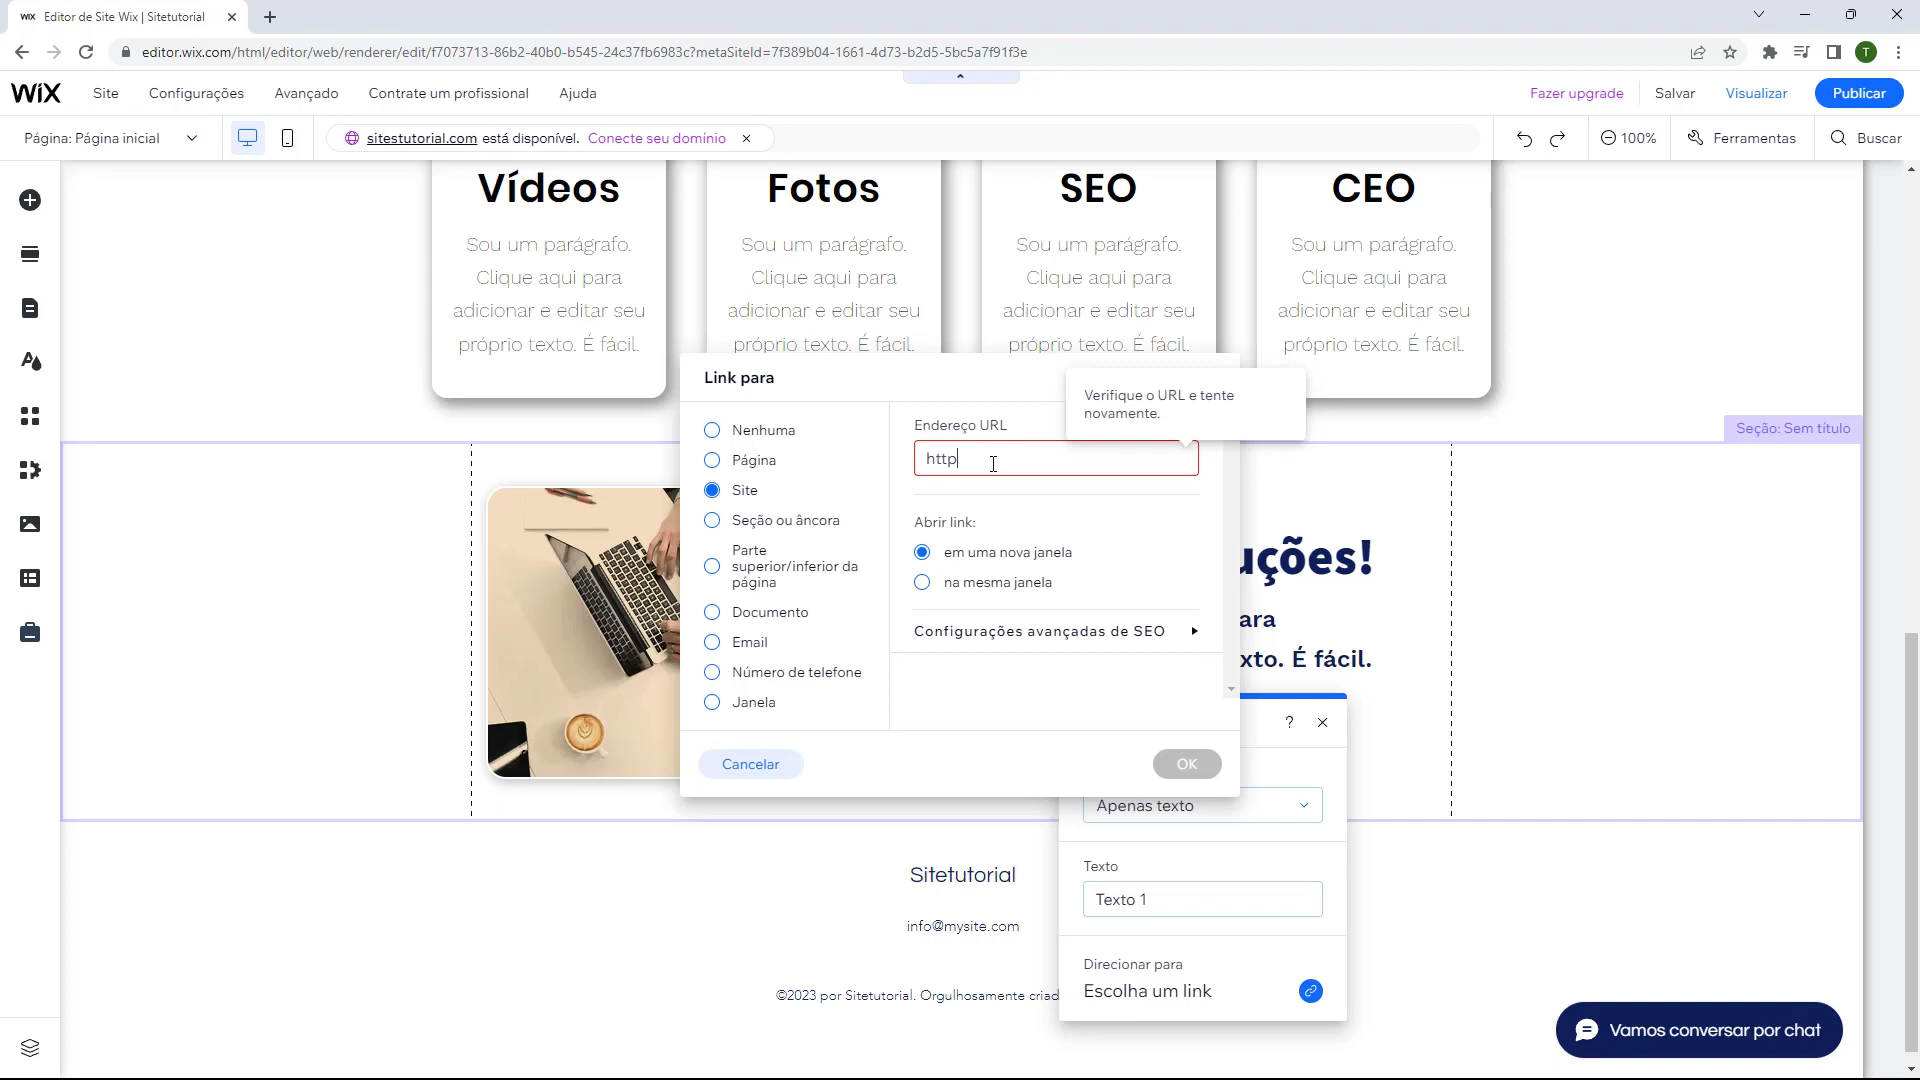 WiX Editor de Site Wix | Sitetutorial
editor.wix.com/html/editor/web/renderer/edit/f7073713-86b2-40b0-b545-24c37fb6983c?metaSiteId=7f389b04-1661-4d73-b2d5-5bc5a7f91f3e
T
WiX
Site
Configurações
Avançado
Contrate um profissional
Ajuda
Fazer upgrade
Salvar
Visualizar
Publicar
Página: Página inicial
sitestutorial.com está disponível. Conecte seu domínio
100%
Ferramentas
Buscar
Vídeos
Sou um parágrafo.
Clique aqui para
adicionar e editar seu
próprio texto. É fácil.
Fotos
Sou um parágrafo.
Clique aqui para
adicionar e editar seu
próprio texto. É fácil.
SEO
Sou um parágrafo.
Clique aqui para
adicionar e editar seu
próprio texto. É fácil.
CEO
Sou um parágrafo.
Clique aqui para
adicionar e editar seu
próprio texto. É fácil.
Seção: Sem título
Link para
Verifique o URL e tente
novamente.
Nenhuma
Página
Site
Seção ou âncora
Parte
superior/inferior da
página
Documento
Email
Número de telefone
Janela
Endereço URL
http
Abrir link:
em uma nova janela
na mesma janela
Configurações avançadas de SEO
Cancelar
OK
uções!
ara
xto. É fácil.
?
Apenas texto
Texto
Texto 1
Direcionar para
Escolha um link
Sitetutorial
info@mysite.com
©2023 por Sitetutorial. Orgulhosamente criad
Vamos conversar por chat